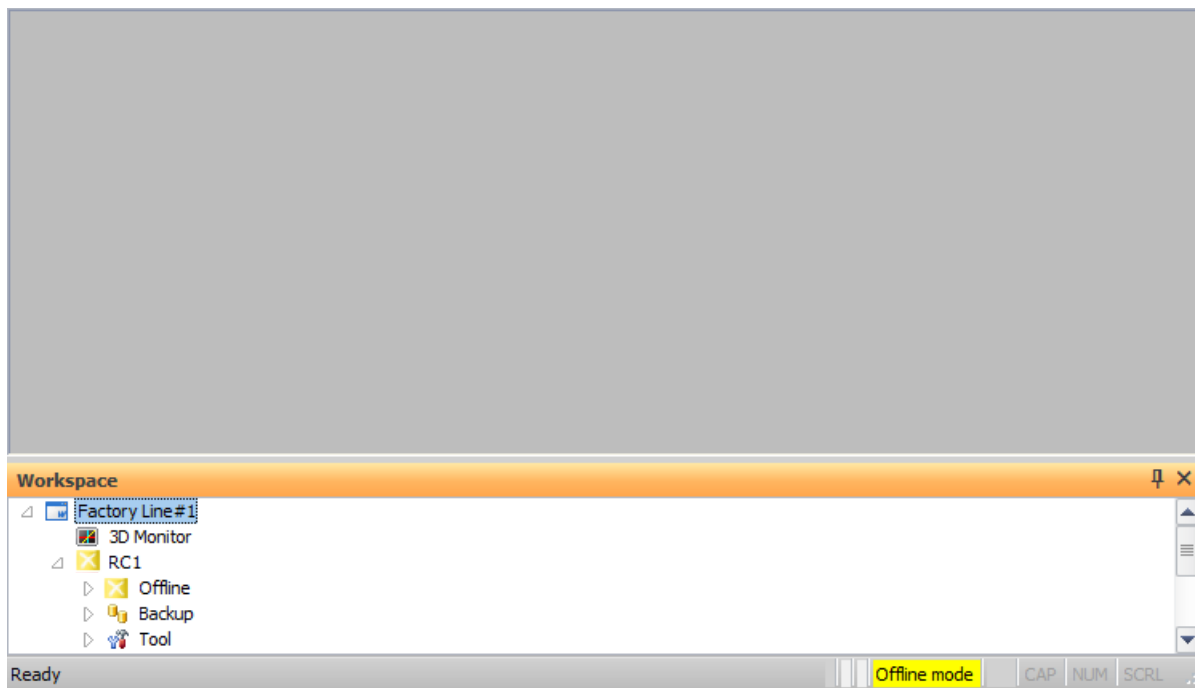 Workspace
Factory Line#1
3D Monitor
RC1
Offline
Backup
Tool
Ready Offline mode CAP NUM SCRL